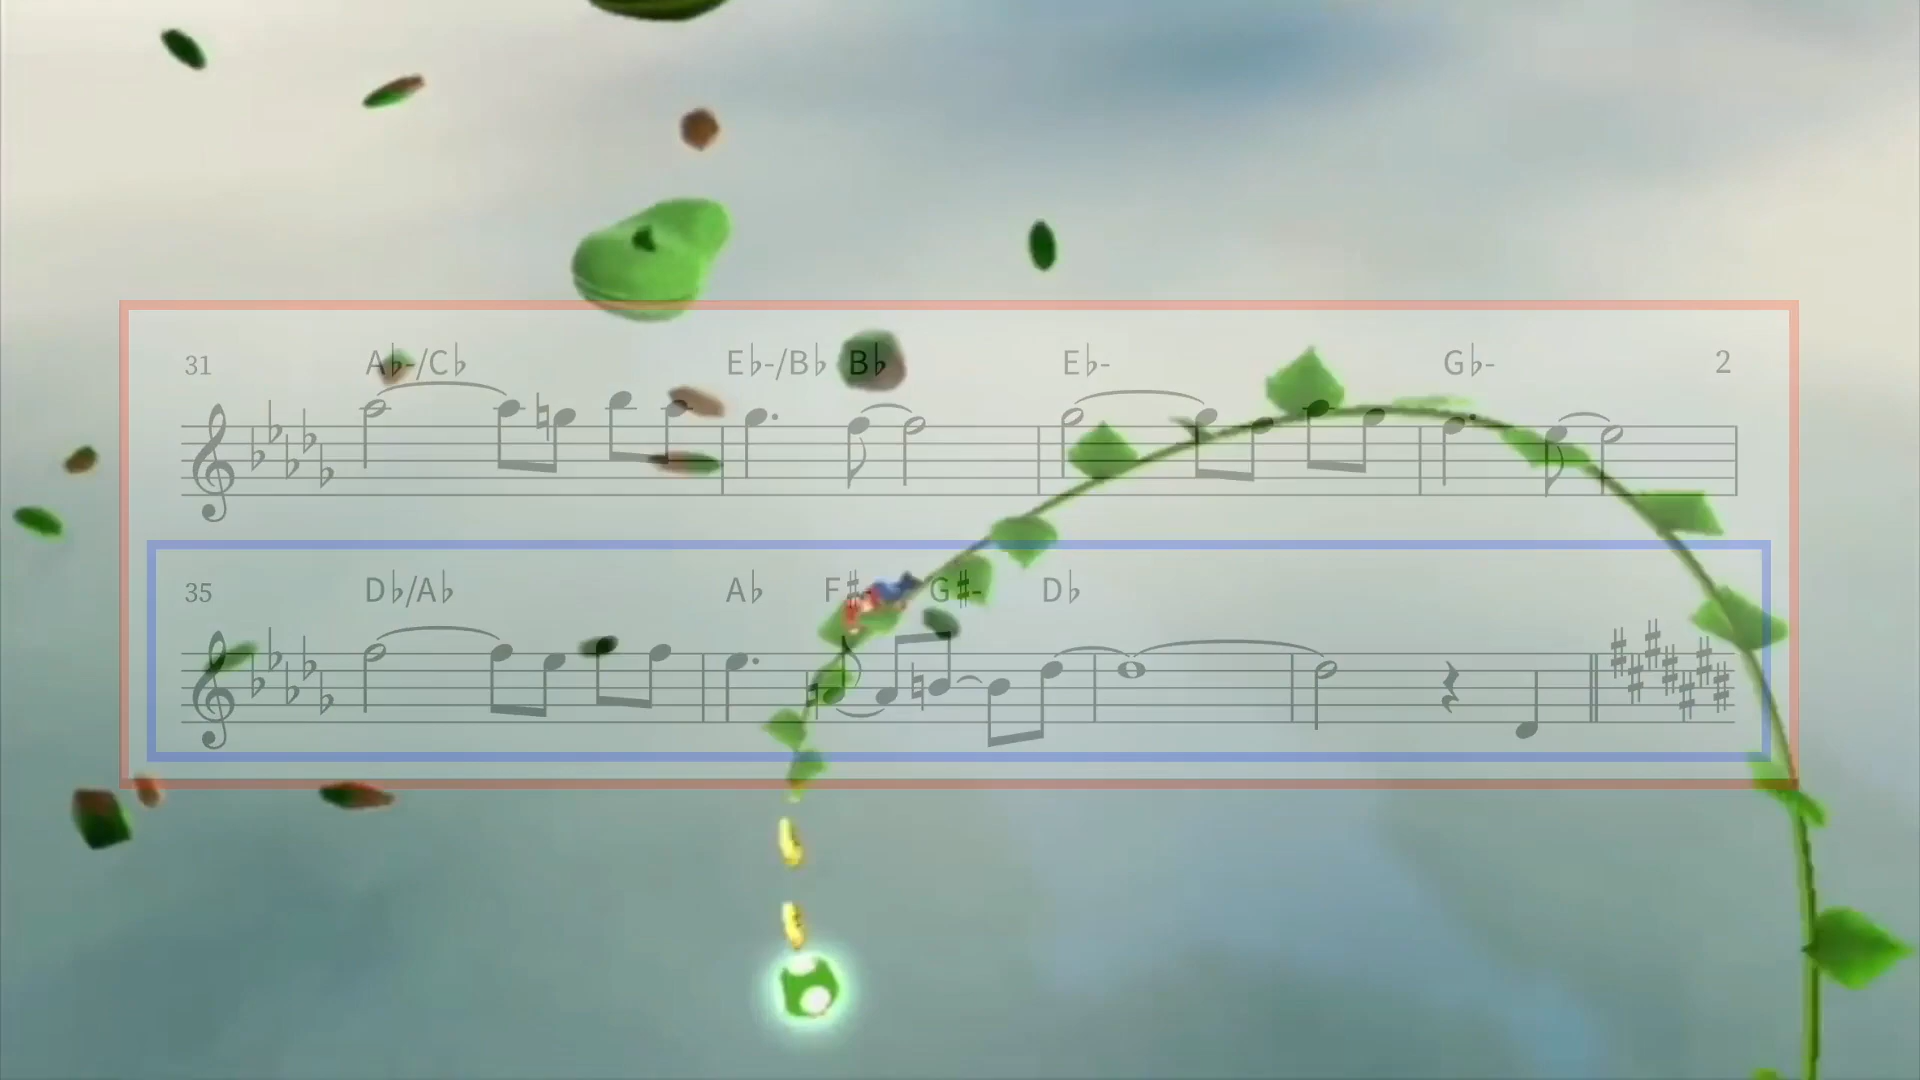 31 A♭-/C♭ E♭-/B♭ B♭ E♭- G♭- 2
35 D♭/A♭ A♭ F♯- G♯- D♭